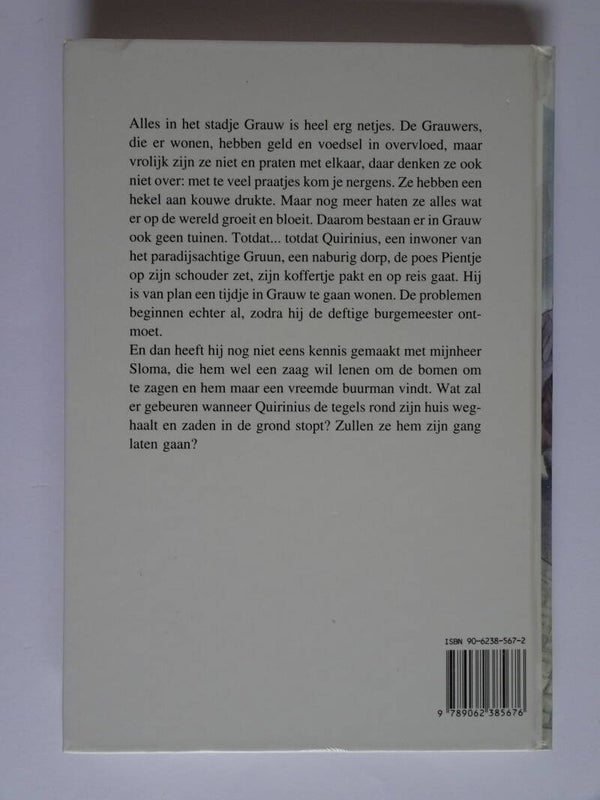 Alles in het stadje Grauw is heel erg netjes. De Grauwers,
die er wonen, hebben geld en voedsel in overvloed, maar
vrolijk zijn ze niet en praten met elkaar, daar denken ze ook
niet over: met te veel praatjes kom je nergens. Ze hebben een
hekel aan kouwe drukte. Maar nog meer haten ze alles wat
er op de wereld groeit en bloeit. Daarom bestaan er in Grauw
ook geen tuinen. Totdat... totdat Quirinius, een inwoner van
het paradijsachtige Gruun, een naburig dorp, de poes Pientje
op zijn schouder zet, zijn koffertje pakt en op reis gaat. Hij
is van plan een tijdje in Grauw te gaan wonen. De problemen
beginnen echter al, zodra hij de deftige burgemeester ont-
moet.
En dan heeft hij nog niet eens kennis gemaakt met mijnheer
Sloma, die hem wel een zaag wil lenen om de bomen om
te zagen en hem maar een vreemde buurman vindt. Wat zal
er gebeuren wanneer Quirinius de tegels rond zijn huis weg-
haalt en zaden in de grond stopt? Zullen ze hem zijn gang
laten gaan?
ISBN 90-6238-567-2
9 789062 385676